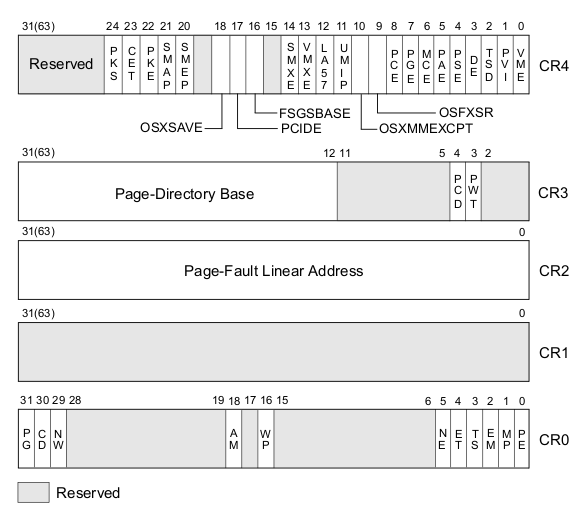 31(63) 24 23 22 21 20 18 17 16 15 14 13 12 11 10 9 8 7 6 5 4 3 2 1 0
Reserved PKS CET PKE SMAP SMEP SMXE VMXE LA57 UMIP PCE PGE MCE PAE PSE DE TSD PVI VME CR4
FSGSBASE OSFXSR
OSXSAVE PCIDE OSXMMEXCPT
31(63) 12 11 5 4 3 2
Page-Directory Base PCD PWT CR3
31(63) 0
Page-Fault Linear Address CR2
31(63) 0
CR1
31 30 29 28 19 18 17 16 15 6 5 4 3 2 1 0
PG CD NW AM WP NE ET TS EM MP PE CR0
Reserved